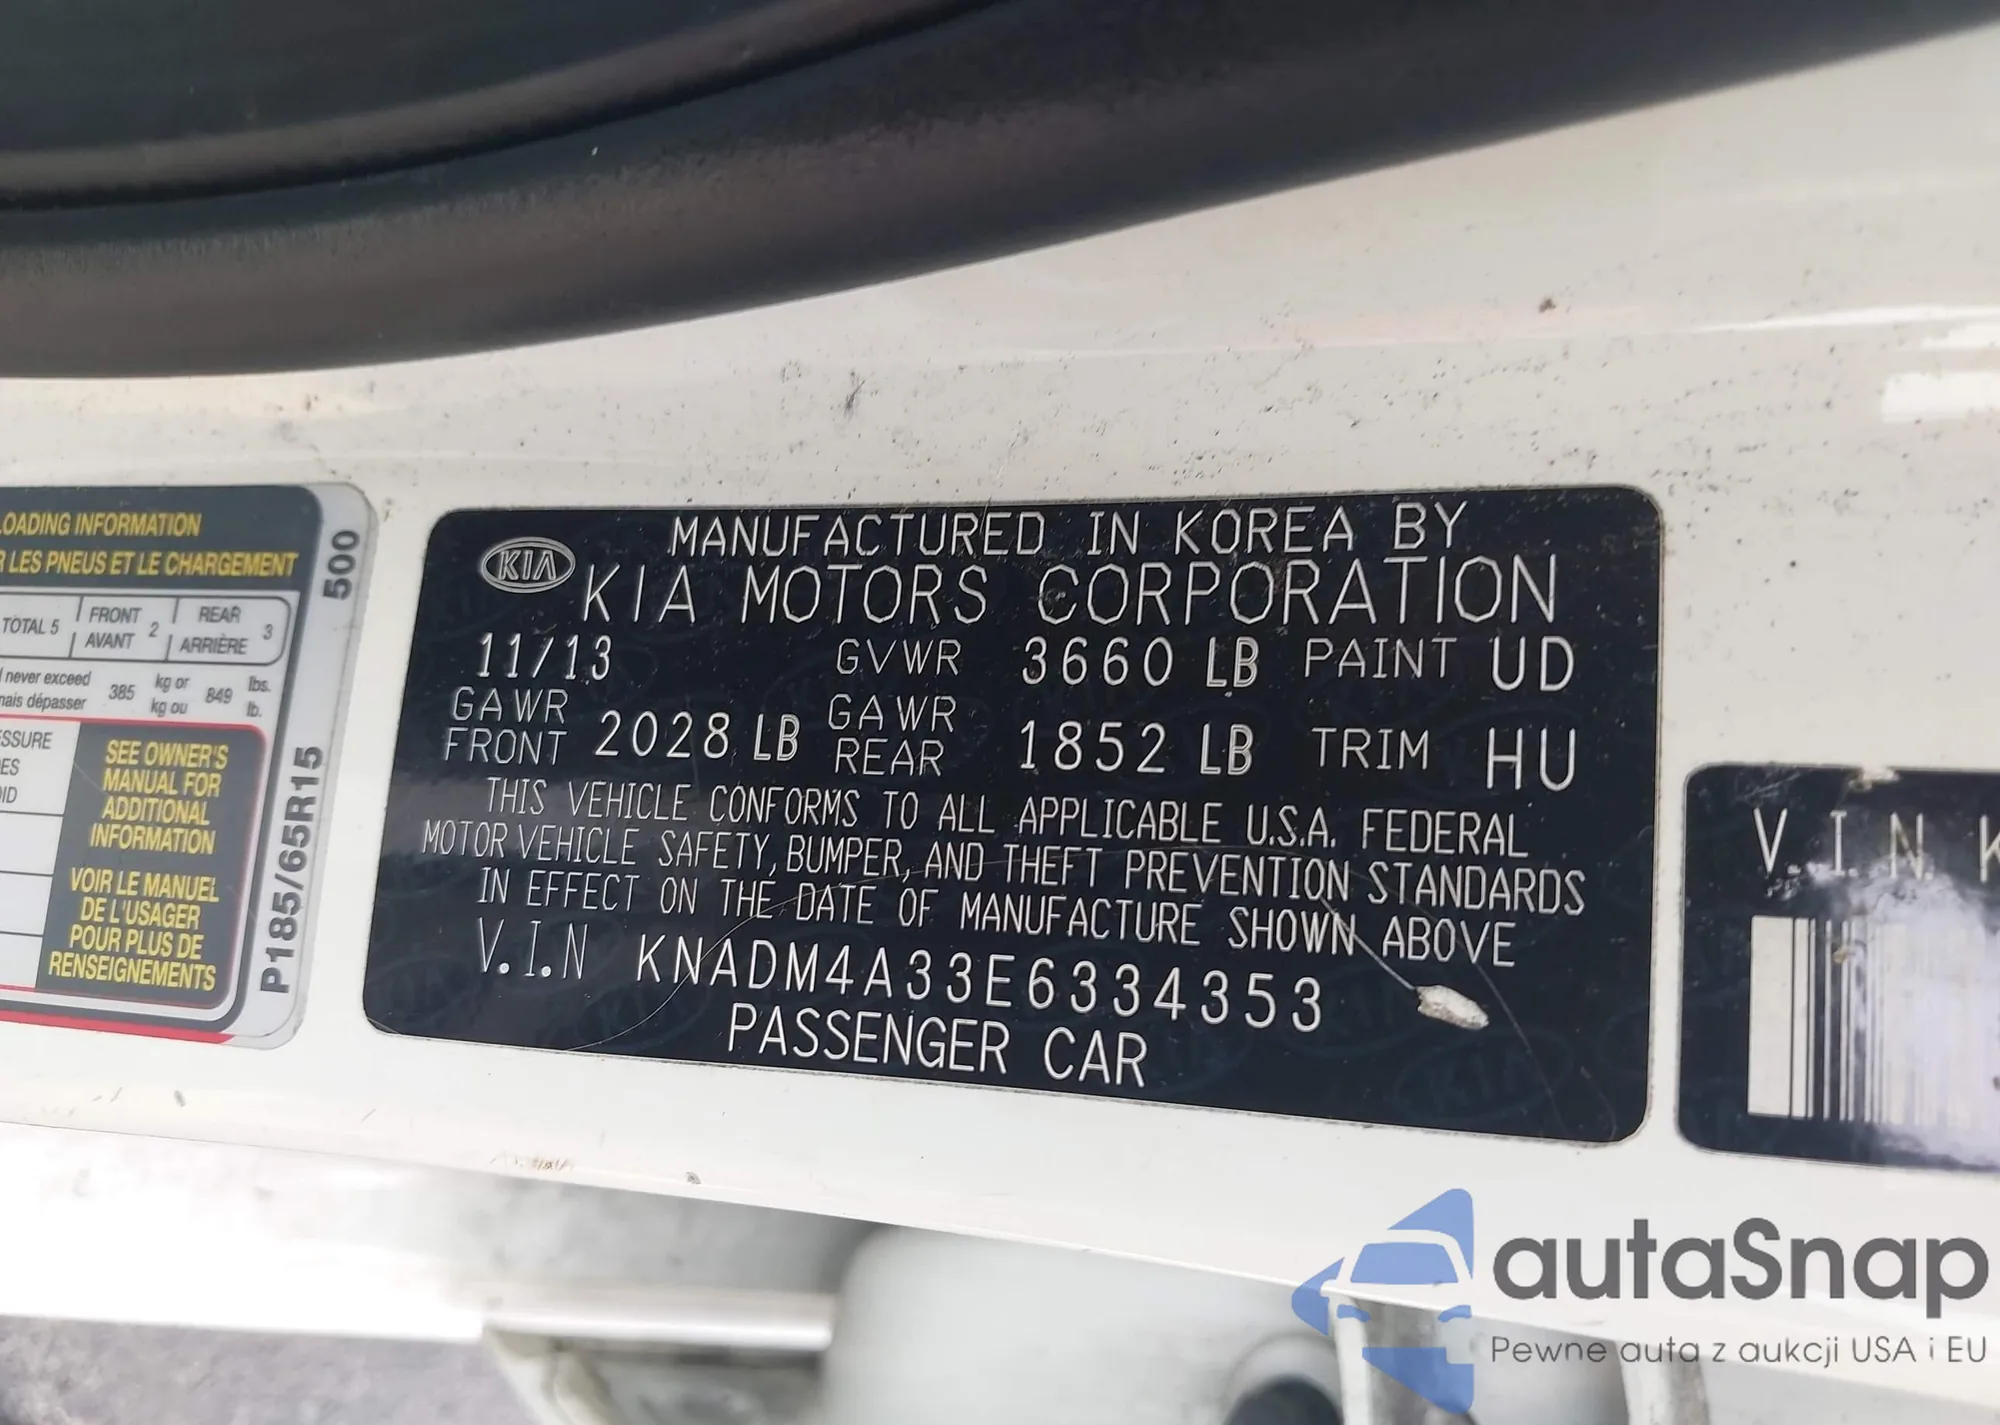 LOADING INFORMATION
LES PNEUS ET LE CHARGEMENT
TOTAL 5 FRONT AVANT 2 REAR ARRIÈRE 3
never exceed
dépasser 385 kg or kg ou 849 lbs. lb.
SEE OWNER'S
MANUAL FOR
ADDITIONAL
INFORMATION
VOIR LE MANUEL
DE L'USAGER
POUR PLUS DE
RENSEIGNEMENTS
P185/65R15 500
KIA
MANUFACTURED IN KOREA BY
KIA MOTORS CORPORATION
11/13 GVWR 3660 LB PAINT UD
GAWR FRONT 2028 LB GAWR REAR 1852 LB TRIM HU
THIS VEHICLE CONFORMS TO ALL APPLICABLE U.S.A. FEDERAL
MOTOR VEHICLE SAFETY, BUMPER, AND THEFT PREVENTION STANDARDS
IN EFFECT ON THE DATE OF MANUFACTURE SHOWN ABOVE
V.I.N KNADM4A33E6334353
PASSENGER CAR
V.I.N. K
autaSnap
Pewne auta z aukcji USA i EU